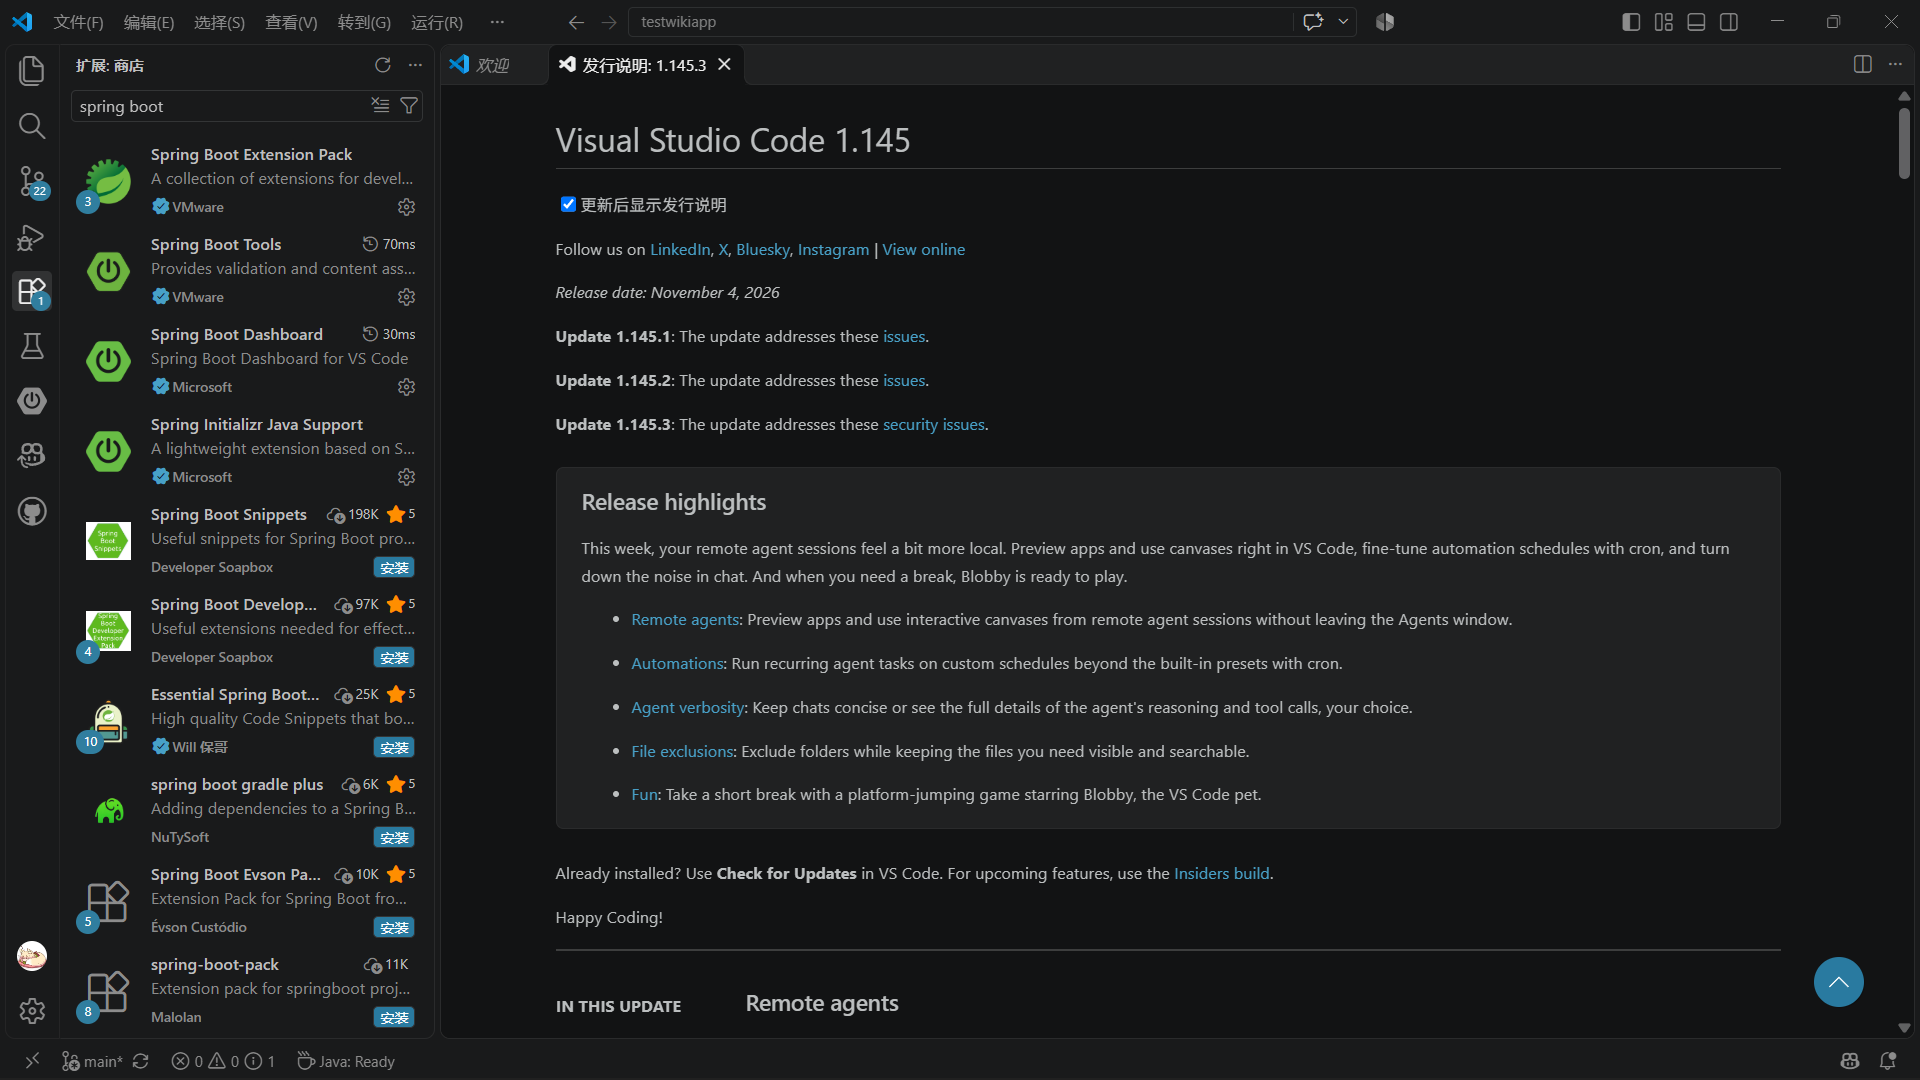 文件(F) 编辑(E) 选择(S) 查看(V) 转到(G) 运行(R) ··· testwikiapp
扩展: 商店
spring boot
Spring Boot Extension Pack
A collection of extensions for devel...
3 VMware
Spring Boot Tools 70ms
Provides validation and content ass...
VMware
Spring Boot Dashboard 30ms
Spring Boot Dashboard for VS Code
Microsoft
Spring Initializr Java Support
A lightweight extension based on S...
Microsoft
Spring Boot Snippets 198K 5
Useful snippets for Spring Boot pro...
Developer Soapbox 安装
Spring Boot Snippets
Spring Boot Develop... 97K 5
Useful extensions needed for effect...
4 Developer Soapbox 安装
Spring Boot Developer Extension Pack
Essential Spring Boot... 25K 5
High quality Code Snippets that bo...
10 Will 保哥 安装
spring boot gradle plus 6K 5
Adding dependencies to a Spring B...
NuTySoft 安装
Spring Boot Evson Pa... 10K 5
Extension Pack for Spring Boot fro...
5 Évson Custódio 安装
spring-boot-pack 11K
Extension pack for springboot proj...
8 Malolan 安装
22
1
欢迎 发行说明: 1.145.3
Visual Studio Code 1.145
更新后显示发行说明
Follow us on LinkedIn, X, Bluesky, Instagram | View online
Release date: November 4, 2026
Update 1.145.1: The update addresses these issues.
Update 1.145.2: The update addresses these issues.
Update 1.145.3: The update addresses these security issues.
Release highlights
This week, your remote agent sessions feel a bit more local. Preview apps and use canvases right in VS Code, fine-tune automation schedules with cron, and turn
down the noise in chat. And when you need a break, Blobby is ready to play.
• Remote agents: Preview apps and use interactive canvases from remote agent sessions without leaving the Agents window.
• Automations: Run recurring agent tasks on custom schedules beyond the built-in presets with cron.
• Agent verbosity: Keep chats concise or see the full details of the agent's reasoning and tool calls, your choice.
• File exclusions: Exclude folders while keeping the files you need visible and searchable.
• Fun: Take a short break with a platform-jumping game starring Blobby, the VS Code pet.
Already installed? Use Check for Updates in VS Code. For upcoming features, use the Insiders build.
Happy Coding!
IN THIS UPDATE
Remote agents
main* 0 0 1 Java: Ready